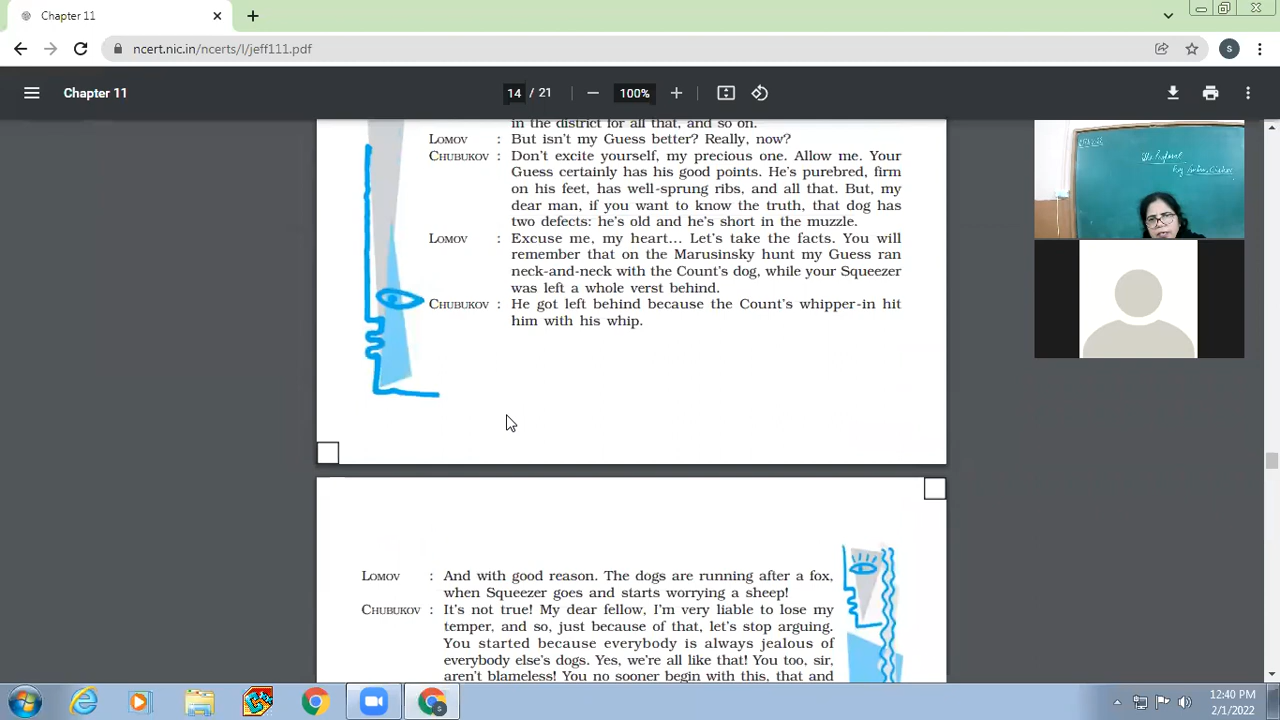 Chapter 11
ncert.nic.in/ncerts/l/jeff111.pdf
S
Chapter 11
14 / 21
100%
in the district for all that, and so on.
LOMOV : But isn't my Guess better? Really, now?
CHUBUKOV : Don't excite yourself, my precious one. Allow me. Your
Guess certainly has his good points. He's purebred, firm
on his feet, has well-sprung ribs, and all that. But, my
dear man, if you want to know the truth, that dog has
two defects: he's old and he's short in the muzzle.
LOMOV : Excuse me, my heart... Let's take the facts. You will
remember that on the Marusinsky hunt my Guess ran
neck-and-neck with the Count's dog, while your Squeezer
was left a whole verst behind.
CHUBUKOV : He got left behind because the Count's whipper-in hit
him with his whip.
LOMOV : And with good reason. The dogs are running after a fox,
when Squeezer goes and starts worrying a sheep!
CHUBUKOV : It's not true! My dear fellow, I'm very liable to lose my
temper, and so, just because of that, let's stop arguing.
You started because everybody is always jealous of
everybody else's dogs. Yes, we're all like that! You too, sir,
aren't blameless! You no sooner begin with this, that and
12:40 PM
2/1/2022